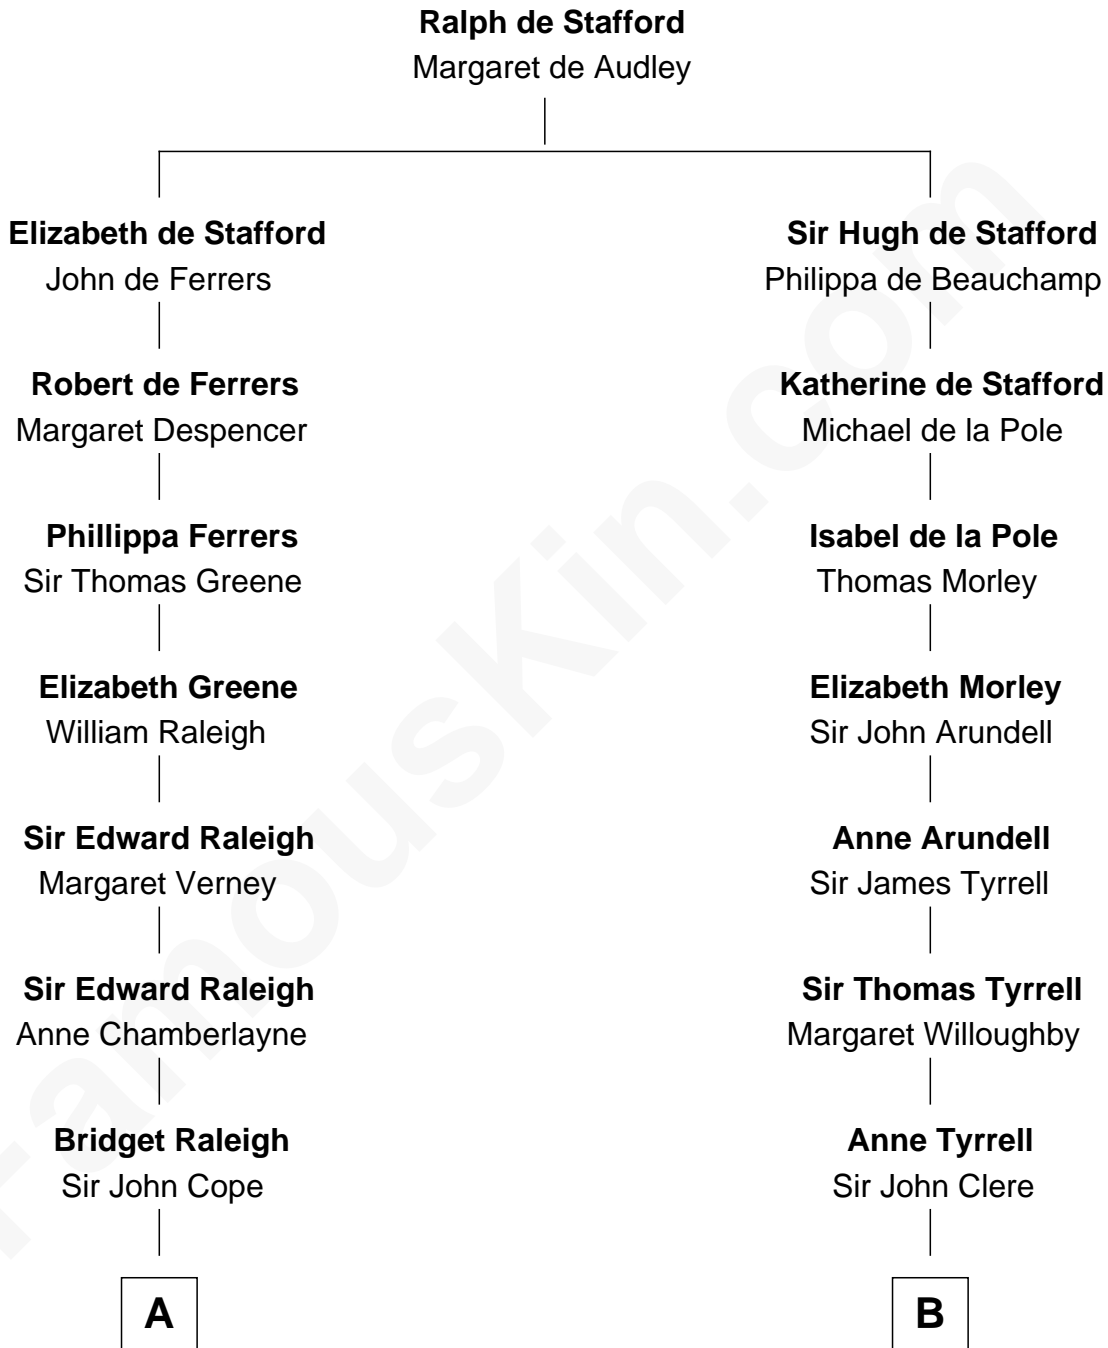 Ralph de Stafford
Margaret de Audley
Elizabeth de Stafford
John de Ferrers
Sir Hugh de Stafford
Philippa de Beauchamp
Robert de Ferrers
Margaret Despencer
Katherine de Stafford
Michael de la Pole
Phillippa Ferrers
Sir Thomas Greene
Isabel de la Pole
Thomas Morley
Elizabeth Greene
William Raleigh
Elizabeth Morley
Sir John Arundell
Sir Edward Raleigh
Margaret Verney
Anne Arundell
Sir James Tyrrell
Sir Edward Raleigh
Anne Chamberlayne
Sir Thomas Tyrrell
Margaret Willoughby
Bridget Raleigh
Sir John Cope
Anne Tyrrell
Sir John Clere
A
B
FamousKin.com